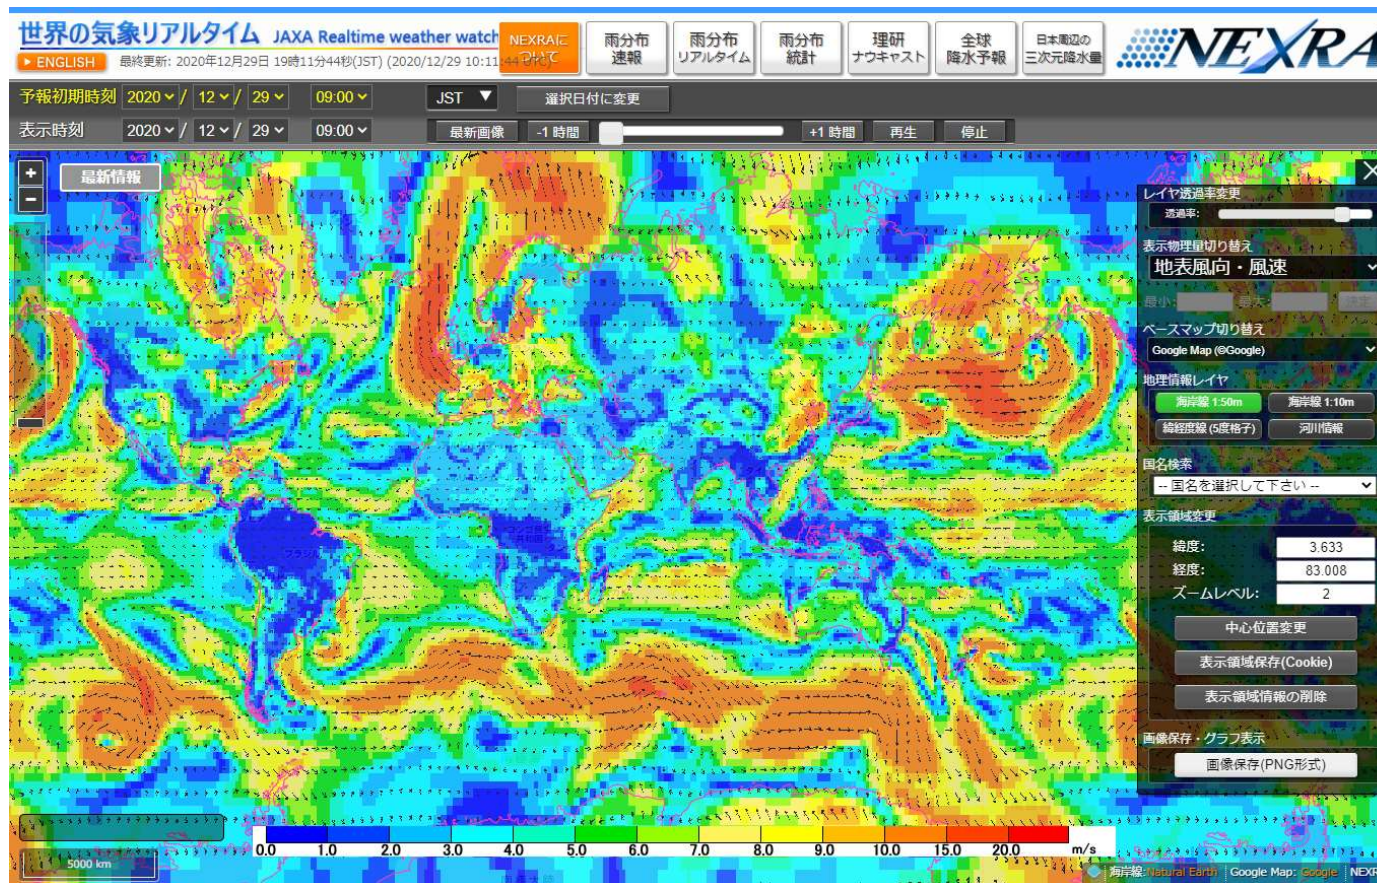 世界の気象リアルタイム JAXA Realtime weather watch
▶ ENGLISH 最終更新: 2020年12月29日 19時11分44秒(JST) (2020/12/29 10:11:44 UTC)
NEXRAについて
雨分布速報
雨分布リアルタイム
雨分布統計
理研ナウキャスト
全球降水予報
日本周辺の三次元降水量
NEXRA
予報初期時刻 2020 / 12 / 29 09:00 JST ▼ 選択日付に変更
表示時刻 2020 / 12 / 29 09:00 最新画像 -1 時間 +1 時間 再生 停止
+
-
最新情報
レイヤ透過率変更
透過率:
表示物理量切り替え
地表風向・風速
最小: 最大: 決定
ベースマップ切り替え
Google Map (©Google)
地理情報レイヤ
海岸線 1:50m 海岸線 1:10m
緯経度線 (5度格子) 河川情報
国名検索
-- 国名を選択して下さい --
表示領域変更
緯度: 3.633
経度: 83.008
ズームレベル: 2
中心位置変更
表示領域保存(Cookie)
表示領域情報の削除
画像保存・グラフ表示
画像保存(PNG形式)
ブラジル
0.0 1.0 2.0 3.0 4.0 5.0 6.0 7.0 8.0 9.0 10.0 15.0 20.0 m/s
5000 km
海岸線:Natural Earth | Google Map: Google | NEXR